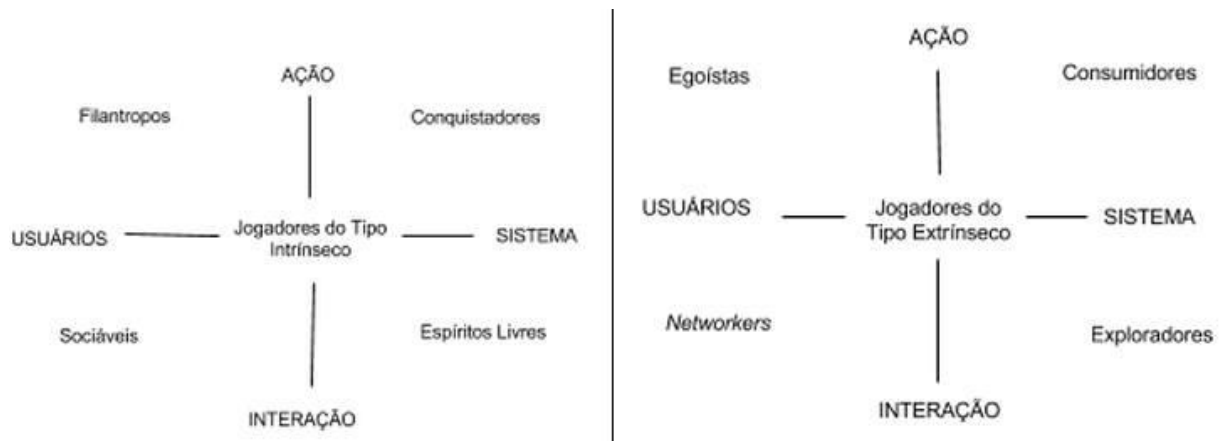 AÇÃO
Filantropos
Conquistadores
USUÁRIOS
Jogadores do Tipo
Intrínseco
SISTEMA
Sociáveis
Espíritos Livres
INTERAÇÃO
AÇÃO
Egoístas
Consumidores
USUÁRIOS
Jogadores do
Tipo Extrínseco
SISTEMA
Networkers
Exploradores
INTERAÇÃO